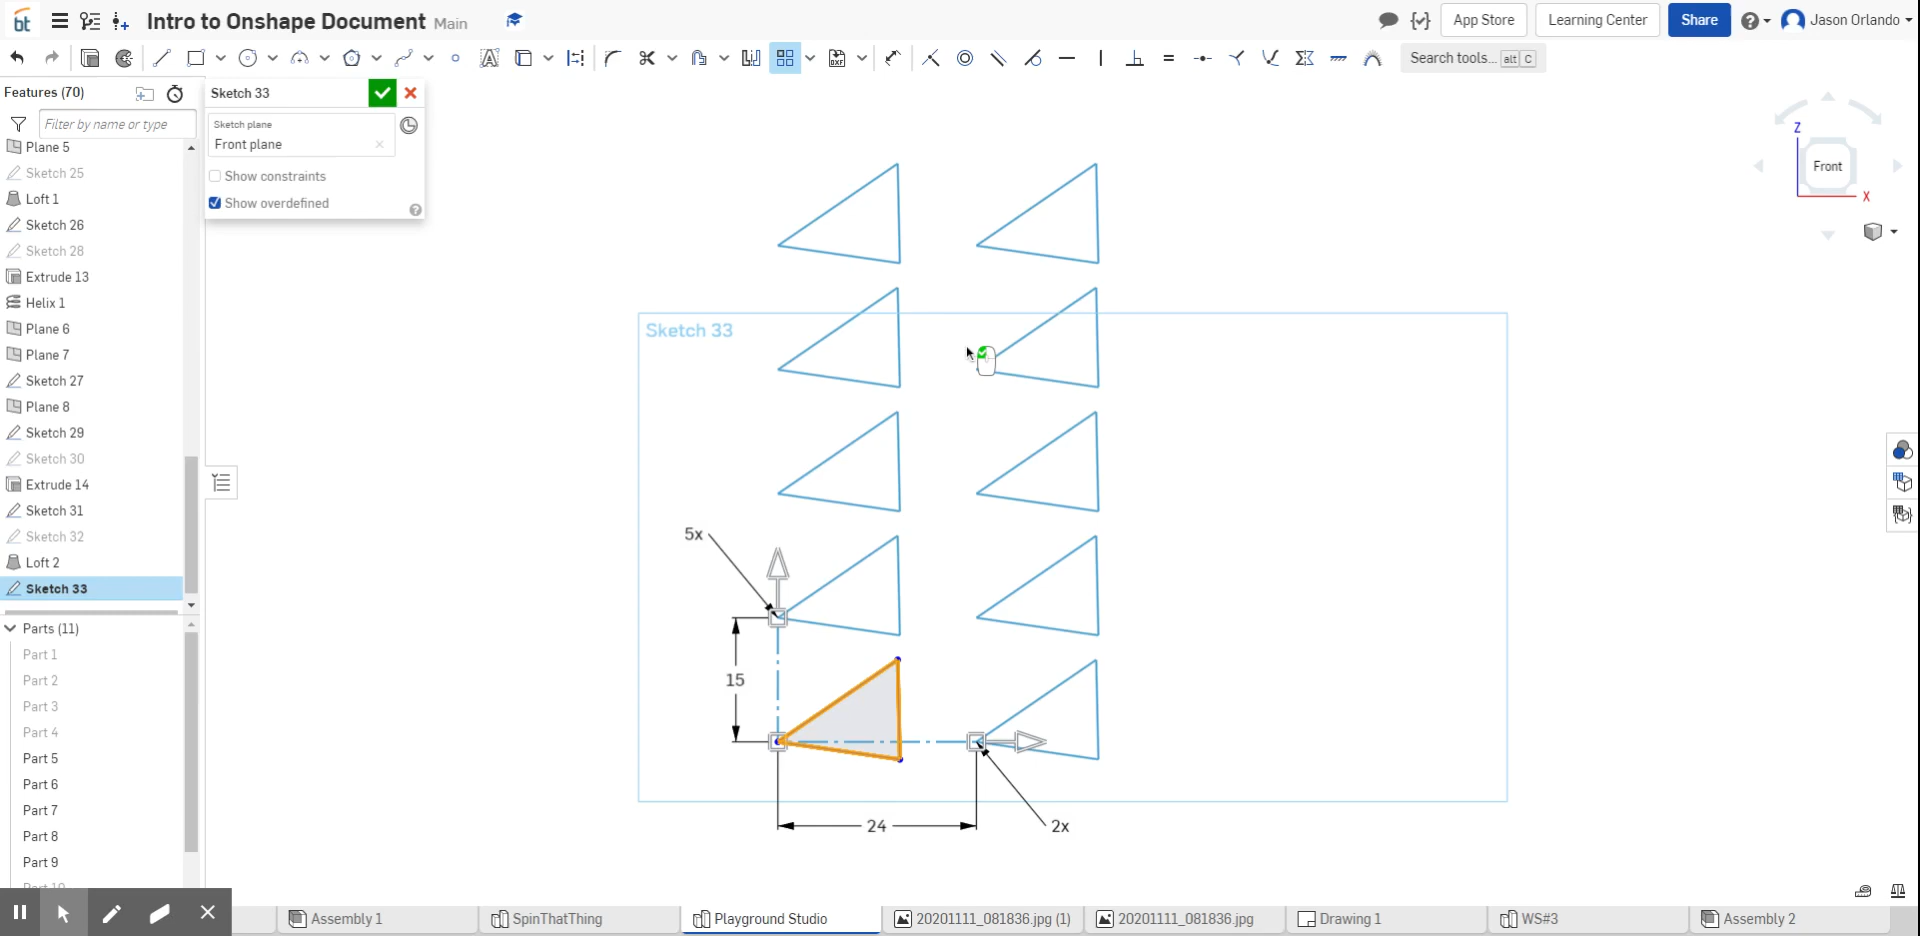 bt Intro to Onshape Document Main App Store Learning Center Share Jason Orlando
Search tools... alt C
Features (70)
Filter by name or type
Plane 5
Sketch 25
Loft 1
Sketch 26
Sketch 28
Extrude 13
Helix 1
Plane 6
Plane 7
Sketch 27
Plane 8
Sketch 29
Sketch 30
Extrude 14
Sketch 31
Sketch 32
Loft 2
Sketch 33
Parts (11)
Part 1
Part 2
Part 3
Part 4
Part 5
Part 6
Part 7
Part 8
Part 9
Part 10
Sketch 33
Sketch plane
Front plane
Show constraints
Show overdefined
Z
Front
X
Sketch 33
5x
15
24
2x
Assembly 1
SpinThatThing
Playground Studio
20201111_081836.jpg (1)
20201111_081836.jpg
Drawing 1
WS#3
Assembly 2